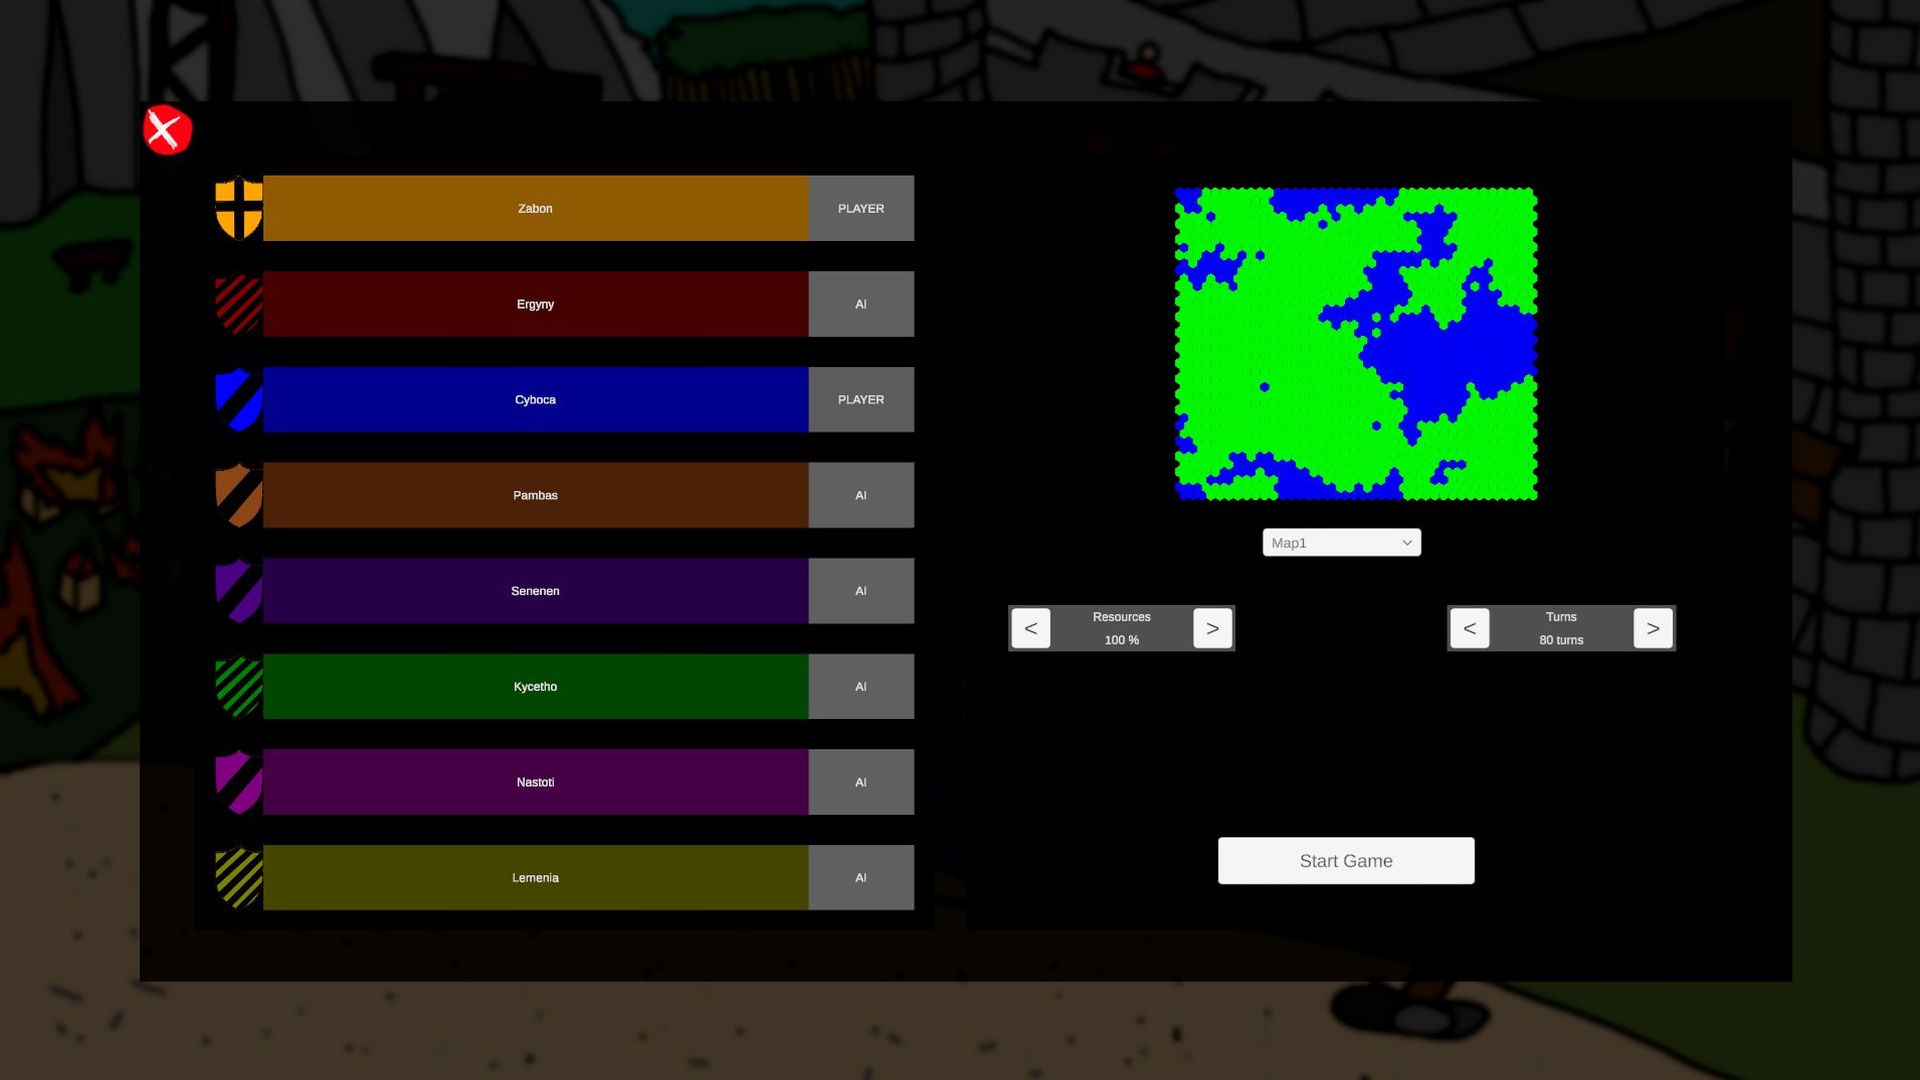 Zabon
PLAYER
Ergyny
AI
Cyboca
PLAYER
Pambas
AI
Senenen
AI
Kycetho
AI
Nastoti
AI
Lemenia
AI
Map1
< Resources >
100 %
< Turns >
80 turns
Start Game